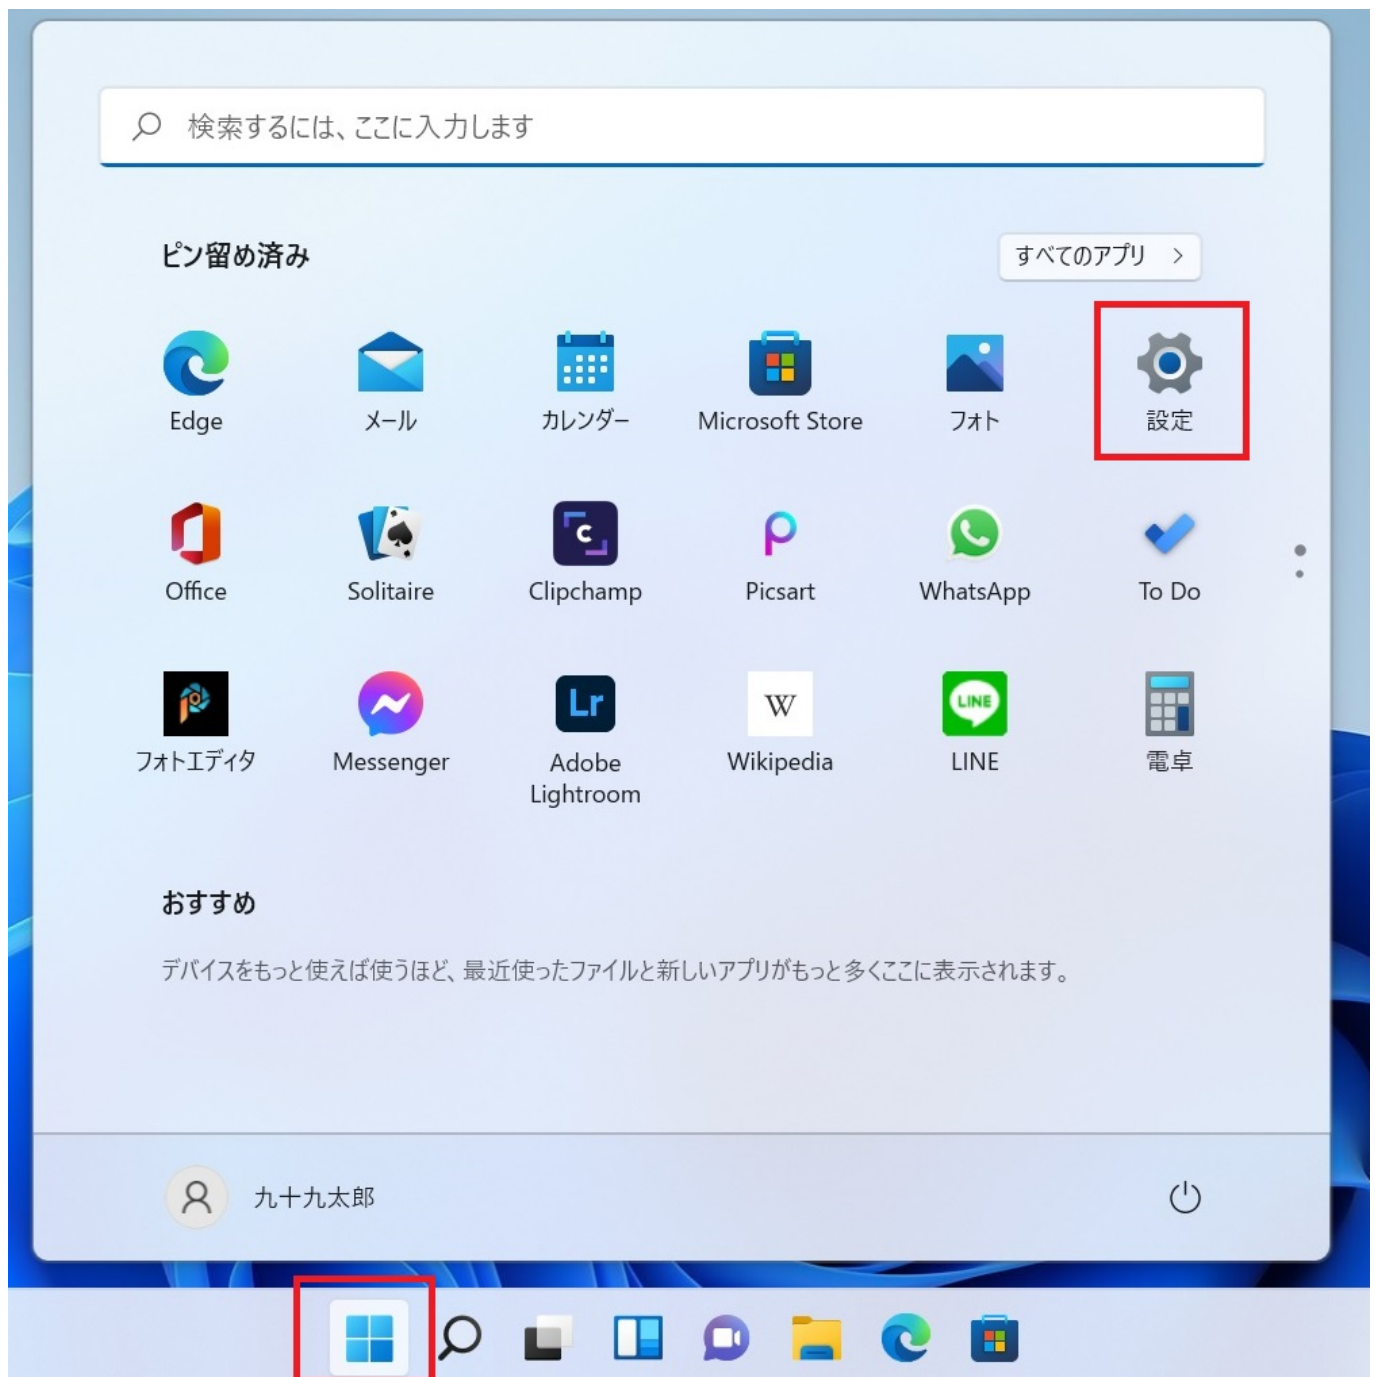 検索するには、ここに入力します
ピン留め済み
すべてのアプリ >
Edge
メール
カレンダー
Microsoft Store
フォト
設定
Office
Solitaire
Clipchamp
Picsart
WhatsApp
To Do
フォトエディタ
Messenger
Lr
Adobe
Lightroom
W
Wikipedia
LINE
LINE
電卓
おすすめ
デバイスをもっと使えば使うほど、最近使ったファイルと新しいアプリがもっと多くここに表示されます。
九十九太郎